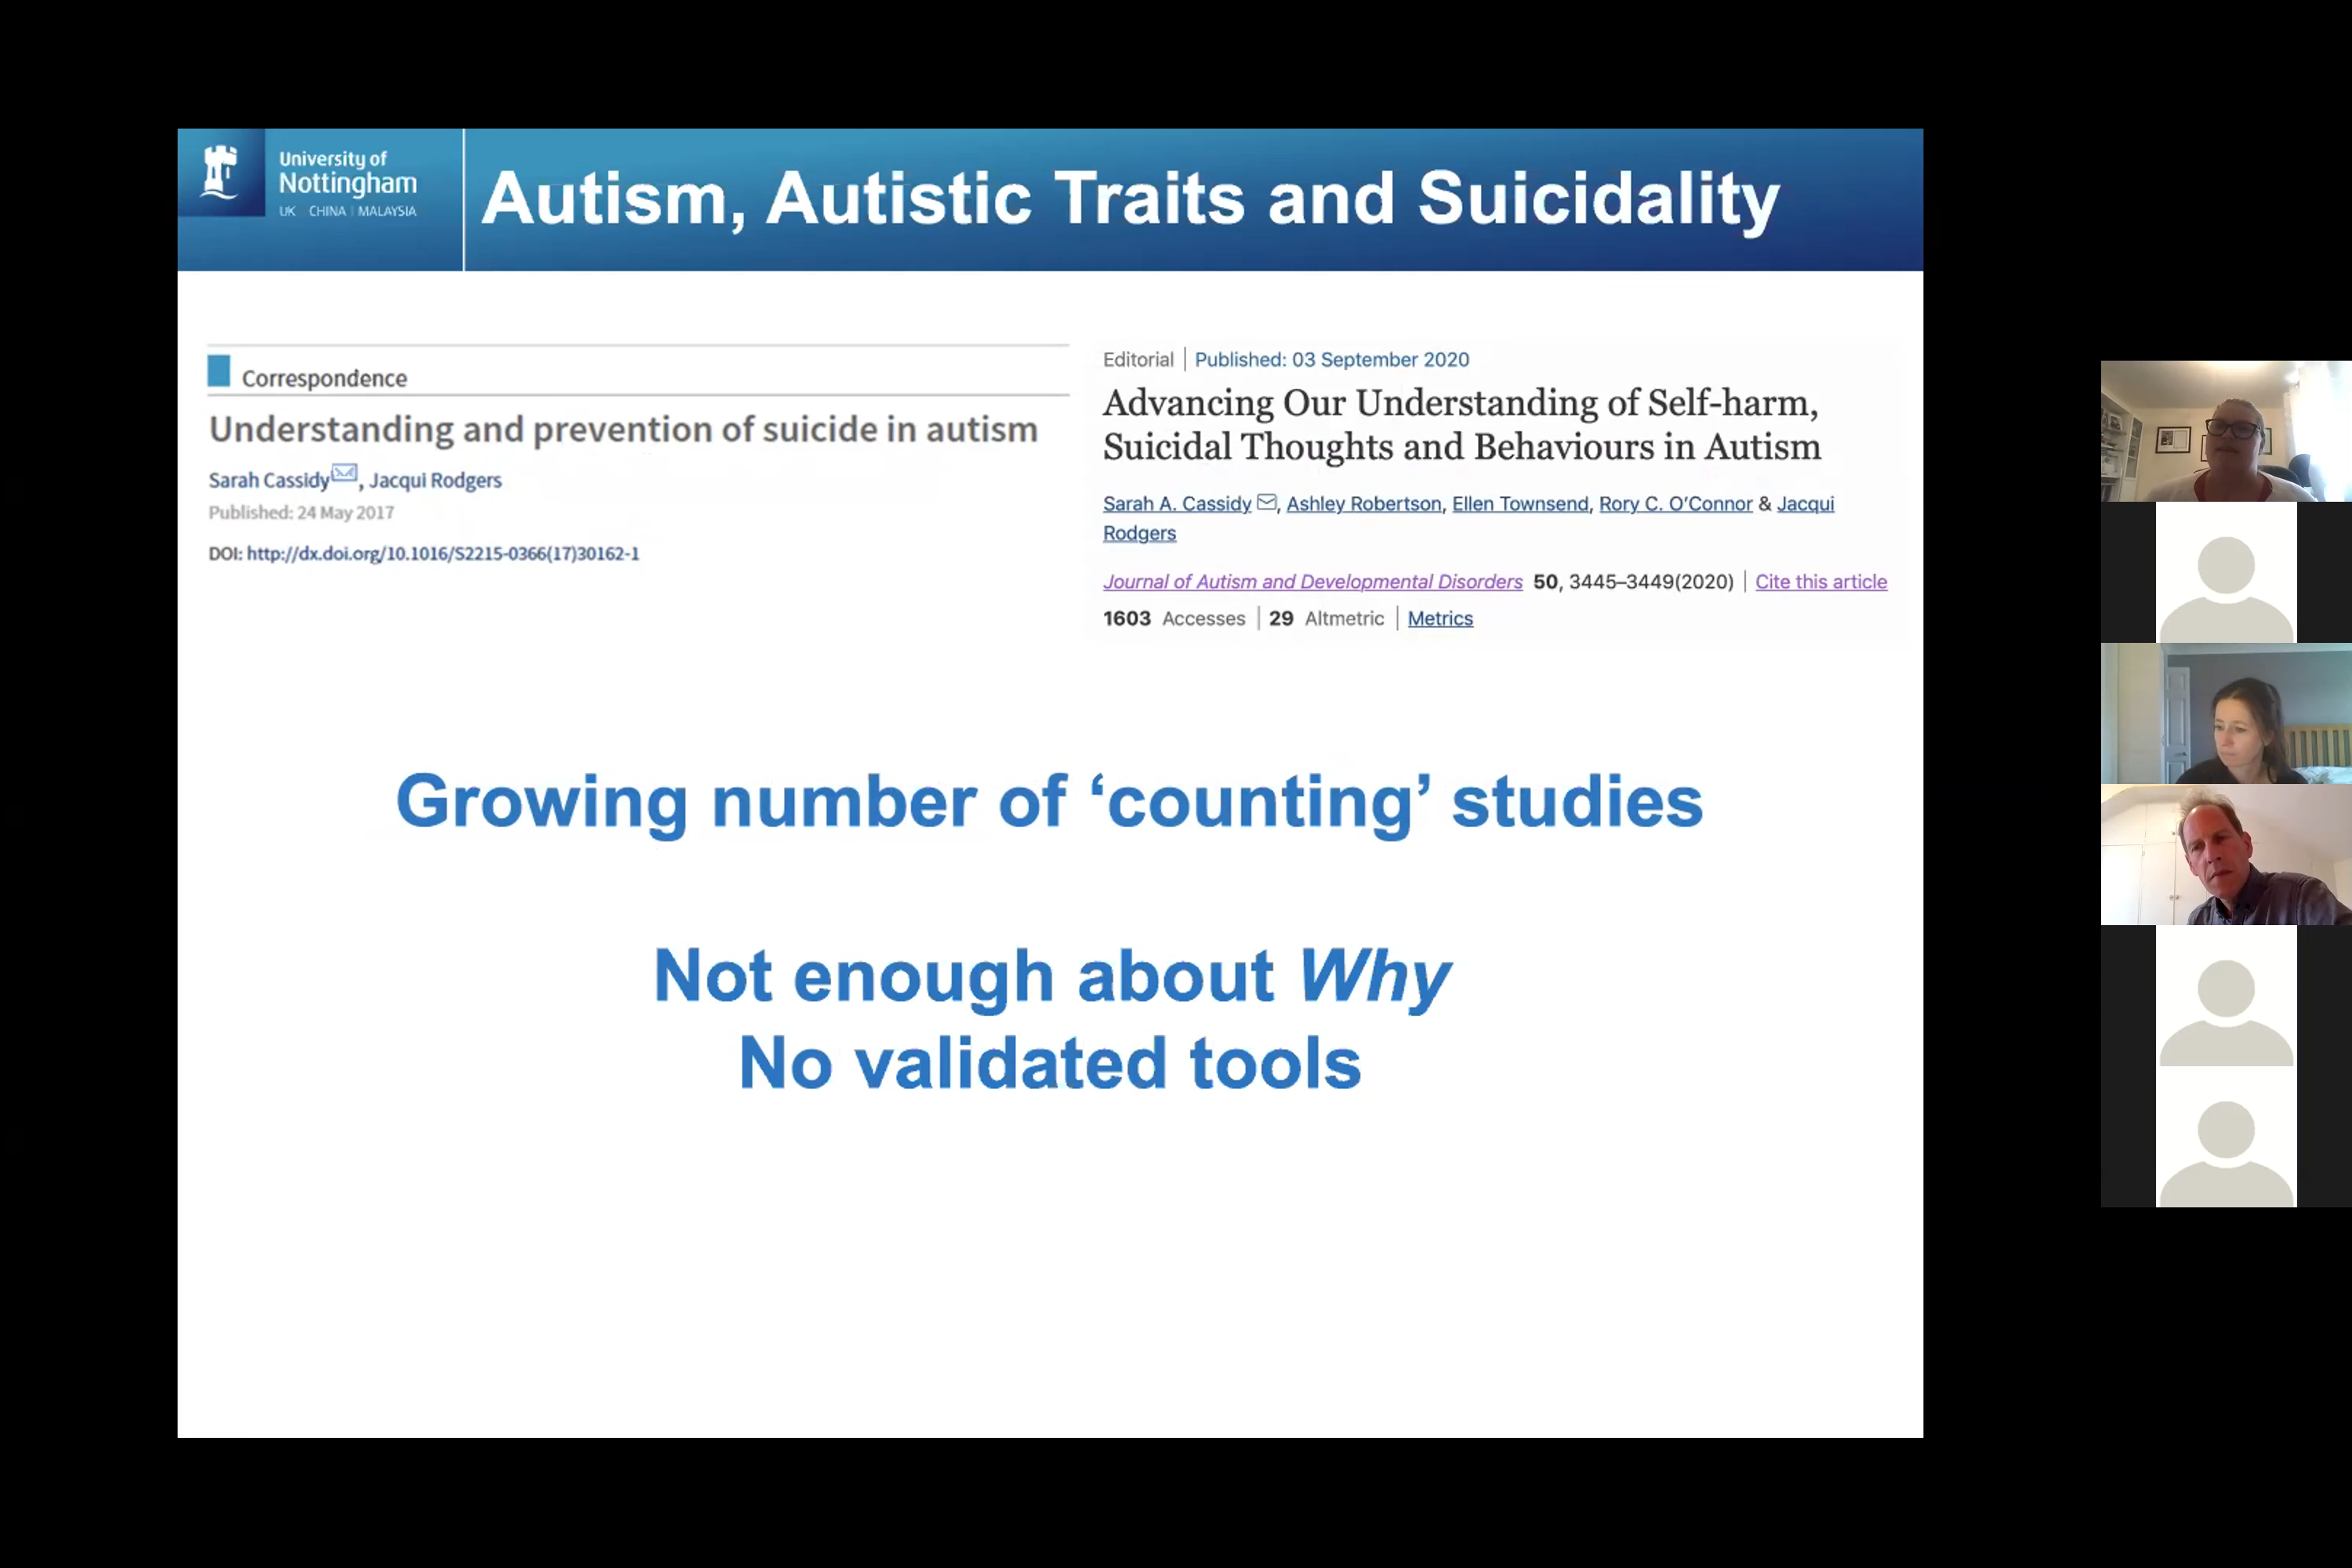 University of
Nottingham
UK CHINA MALAYSIA
Autism, Autistic Traits and Suicidality
Correspondence
Understanding and prevention of suicide in autism
Sarah Cassidy, Jacqui Rodgers
Published: 24 May 2017
DOI: http://dx.doi.org/10.1016/S2215-0366(17)30162-1
Editorial | Published: 03 September 2020
Advancing Our Understanding of Self-harm,
Suicidal Thoughts and Behaviours in Autism
Sarah A. Cassidy, Ashley Robertson, Ellen Townsend, Rory C. O’Connor & Jacqui
Rodgers
Journal of Autism and Developmental Disorders 50, 3445–3449(2020) | Cite this article
1603 Accesses | 29 Altmetric | Metrics
Growing number of ‘counting’ studies
Not enough about Why
No validated tools